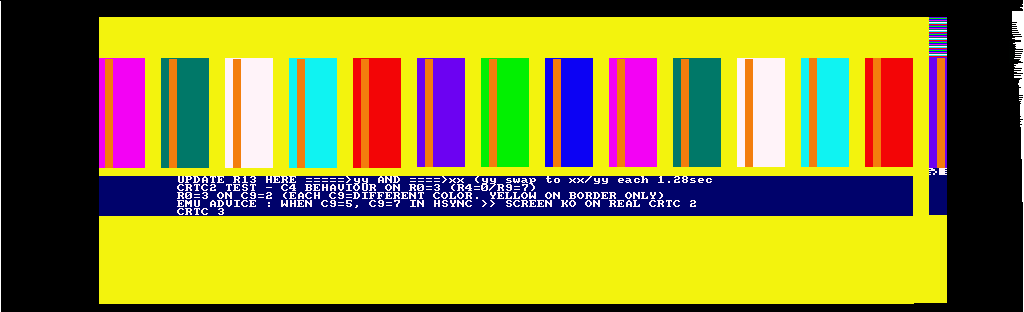 UPDATE R13 HERE =====>yy AND ====>xx (yy swap to xx/yy each 1.28sec
CRTC2 TEST - C4 BEHAVIOUR ON R0=3 (R4=0/R9=7)
R0=3 ON C9=2 (EACH C9=DIFFERENT COLOR. YELLOW ON BORDER ONLY)
EMU ADVICE : WHEN C9=5, C9=7 IN HSYNC >> SCREEN KO ON REAL CRTC 2
CRTC 3